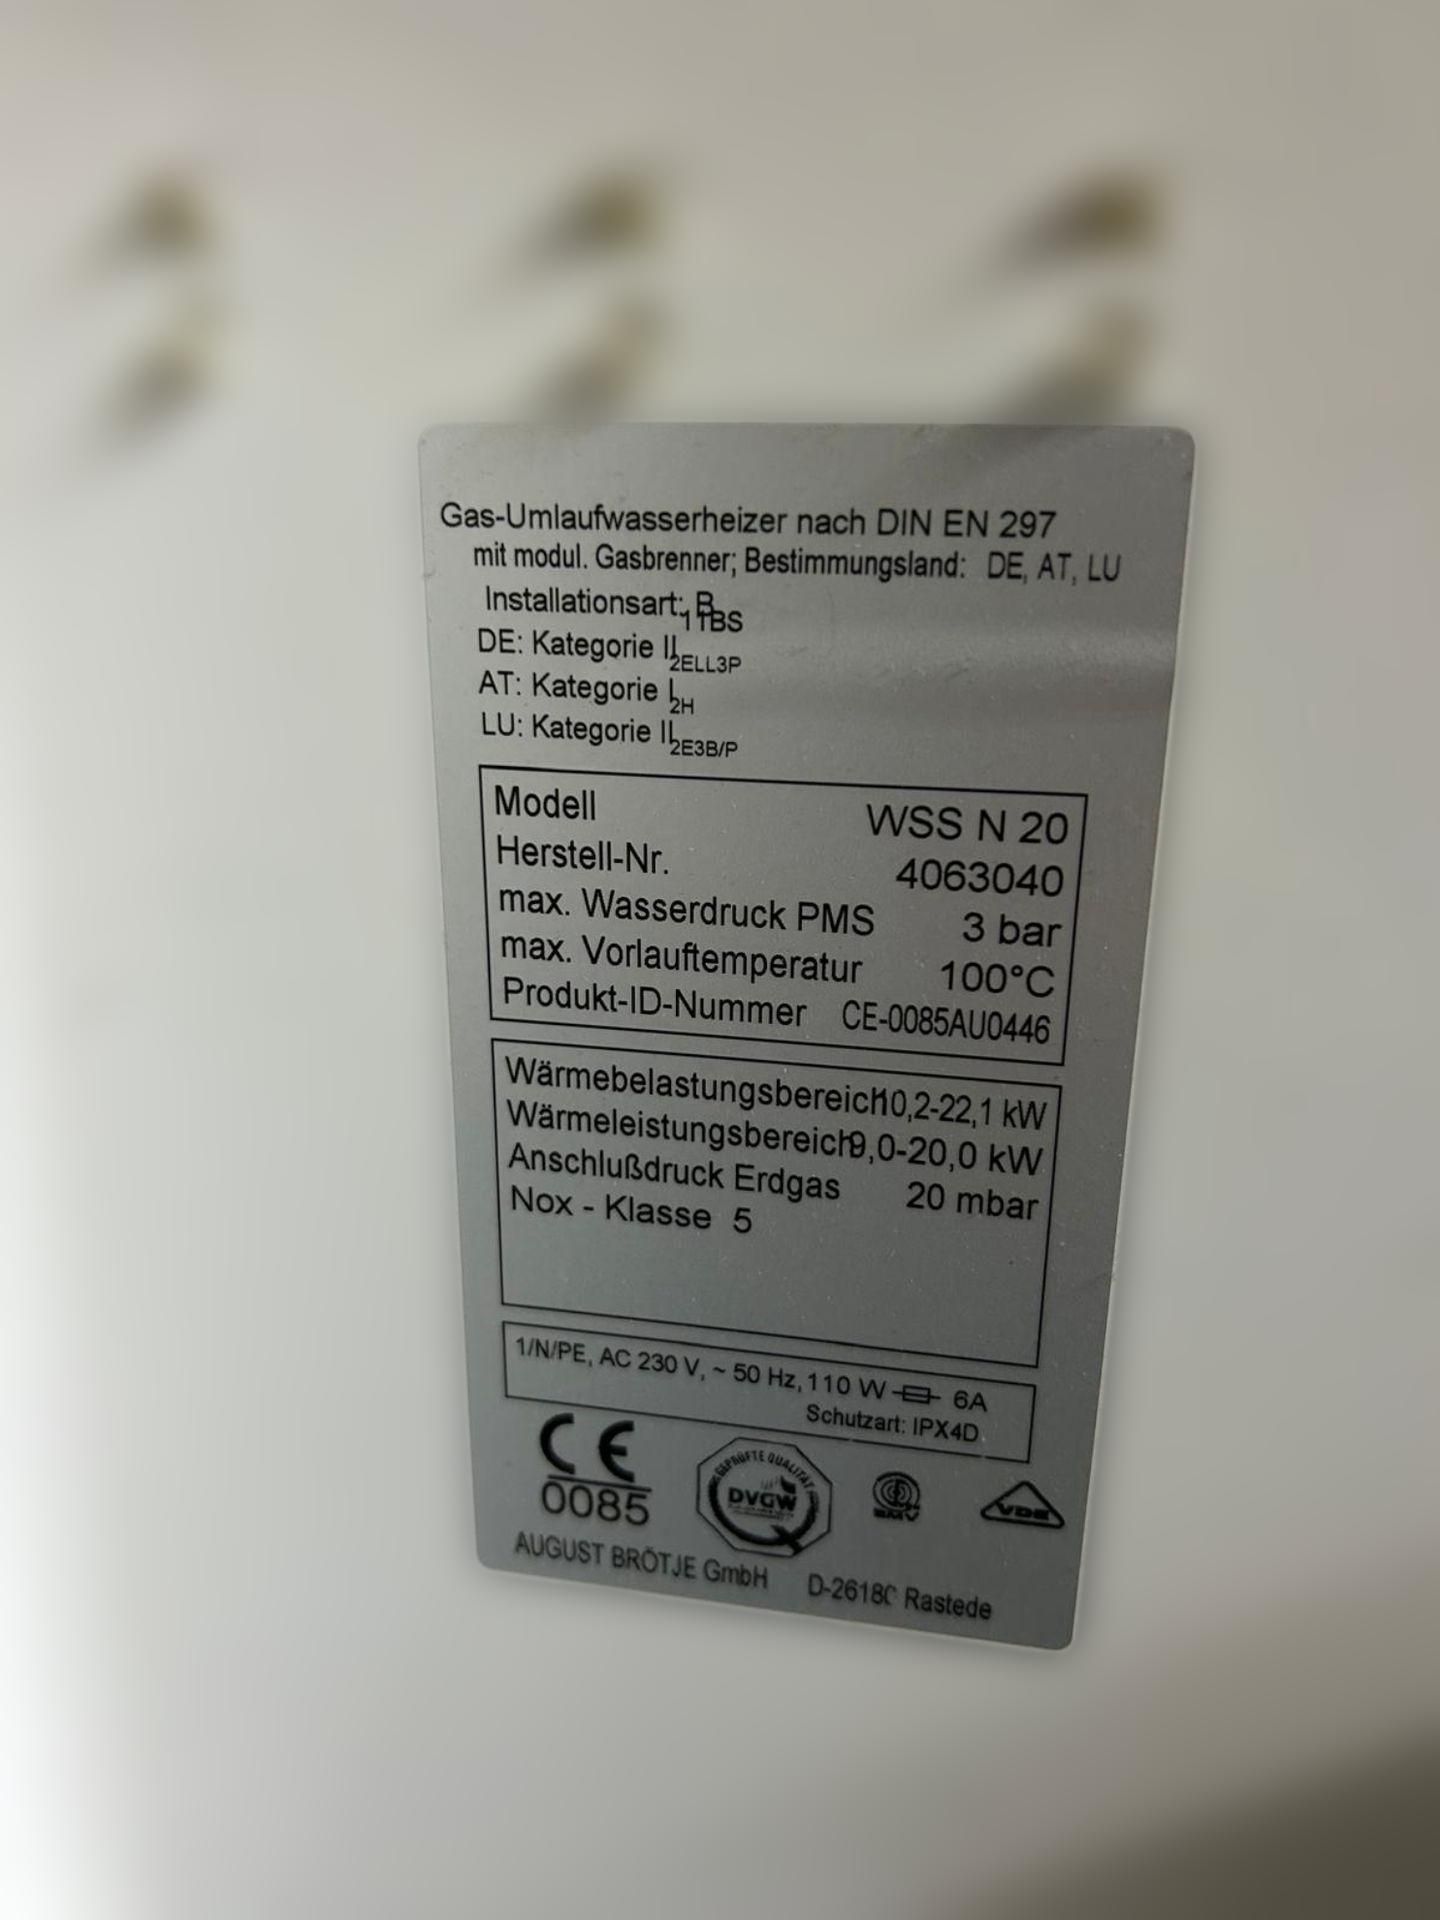 Gas-Umlaufwasserheizer nach DIN EN 297
mit modul. Gasbrenner; Bestimmungsland: DE, AT, LU
Installationsart: B11BS
DE: Kategorie II2ELL3P
AT: Kategorie I2H
LU: Kategorie II2E3B/P
Modell WSS N 20
Herstell-Nr. 4063040
max. Wasserdruck PMS 3 bar
max. Vorlauftemperatur 100°C
Produkt-ID-Nummer CE-0085AU0446
Wärmebelastungsbereich 10,2-22,1 kW
Wärmeleistungsbereich 9,0-20,0 kW
Anschlußdruck Erdgas 20 mbar
Nox - Klasse 5
1/N/PE, AC 230 V, ~ 50 Hz, 110 W 6A
Schutzart: IPX4D
CE
0085
GEPRÜFTE QUALITÄT
DVGW
EMV
VDE
AUGUST BRÖTJE GmbH D-26180 Rastede